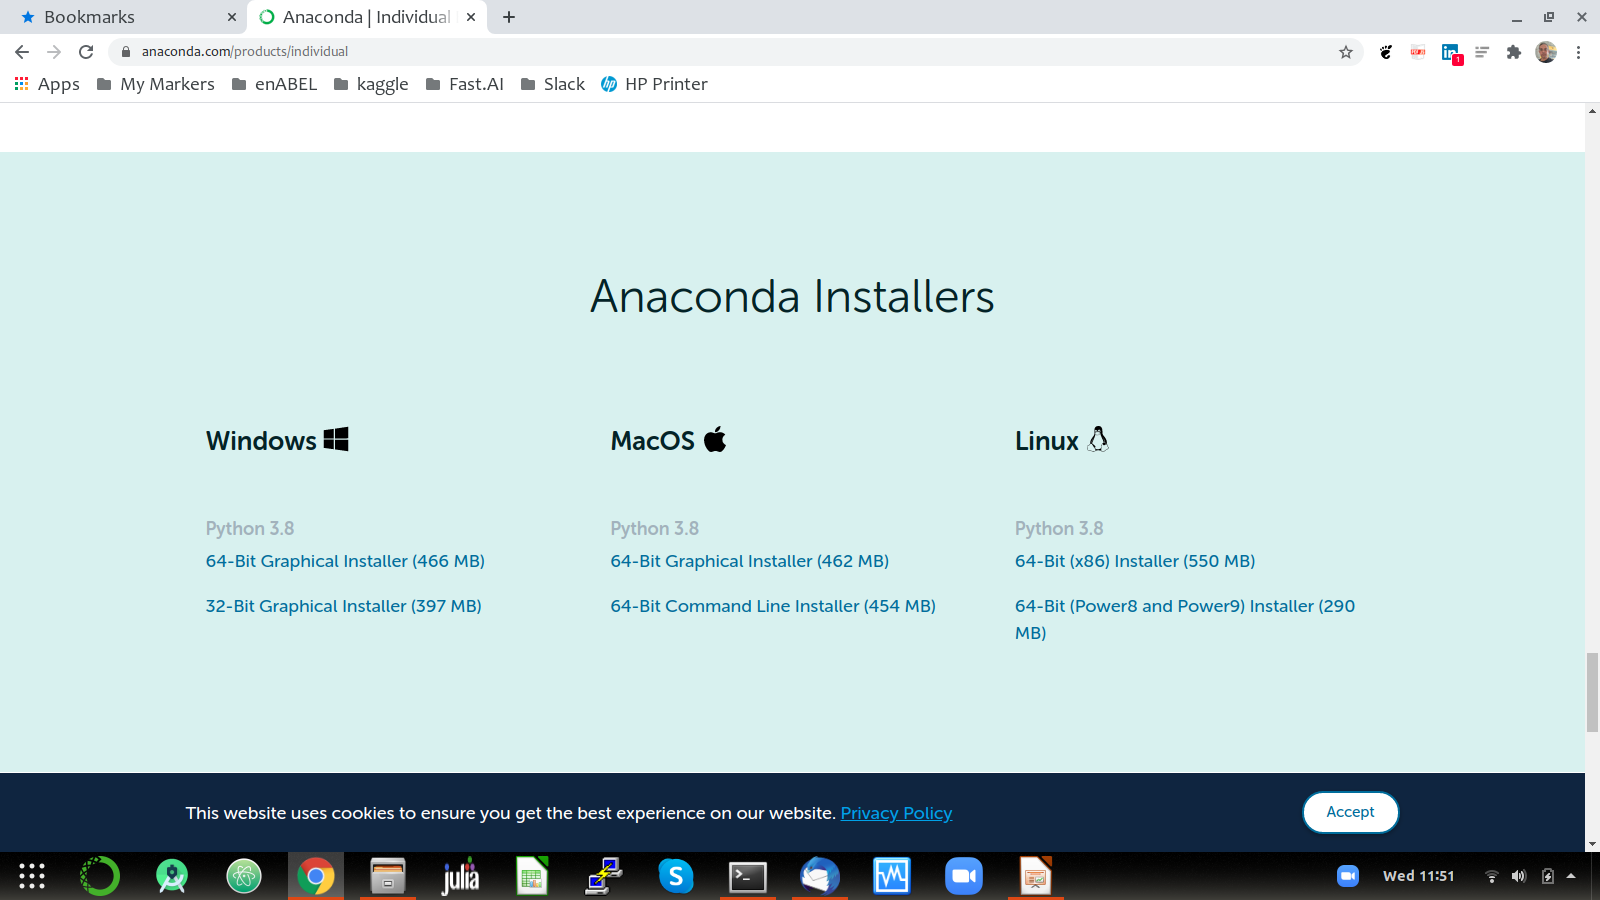 Bookmarks
Anaconda | Individual
anaconda.com/products/individual
1
Apps My Markers enABEL kaggle Fast.AI Slack HP Printer
Anaconda Installers
Windows MacOS Linux
Python 3.8 Python 3.8 Python 3.8
64-Bit Graphical Installer (466 MB) 64-Bit Graphical Installer (462 MB) 64-Bit (x86) Installer (550 MB)
32-Bit Graphical Installer (397 MB) 64-Bit Command Line Installer (454 MB) 64-Bit (Power8 and Power9) Installer (290
MB)
This website uses cookies to ensure you get the best experience on our website. Privacy Policy
Accept
julia
Wed 11:51